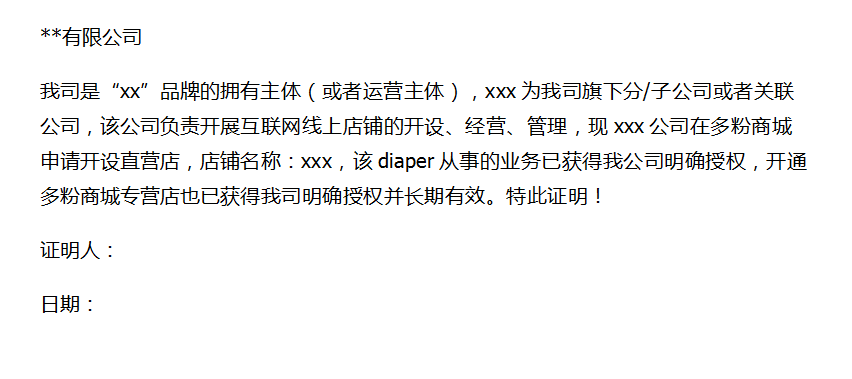 **有限公司
我司是“xx”品牌的拥有主体（或者运营主体），xxx 为我司旗下分/子公司或者关联
公司，该公司负责开展互联网线上店铺的开设、经营、管理，现 xxx 公司在多粉商城
申请开设直营店，店铺名称：xxx，该 diaper 从事的业务已获得我公司明确授权，开通
多粉商城专营店也已获得我司明确授权并长期有效。特此证明！
证明人：
日期：